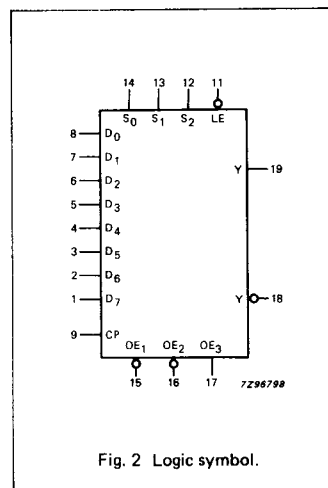 14 13 12 11
S0 S1 S2 LE
8 D0
7 D1
6 D2
5 D3
4 D4
3 D5
2 D6
1 D7
9 CP
Y 19
Y 18
OE1 OE2 OE3
15 16 17
7Z96798
Fig. 2 Logic symbol.